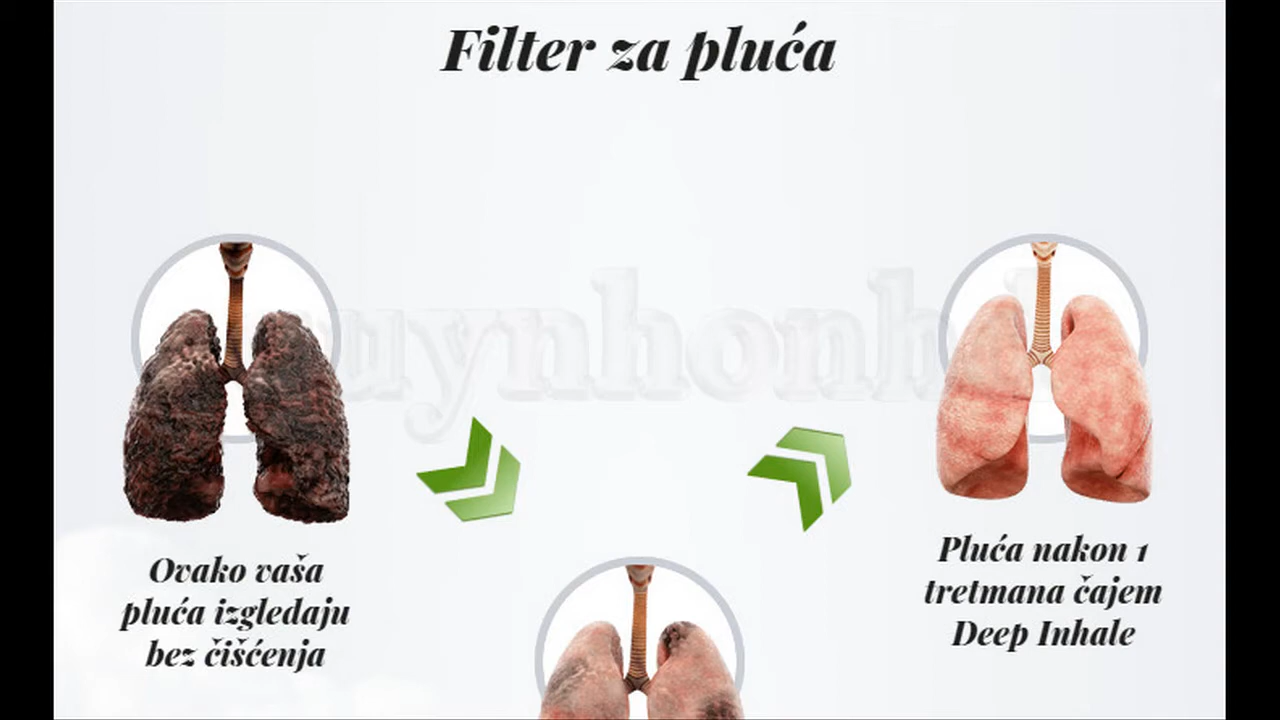 Filter za pluća
Ovako vaša
pluća izgledaju
bez čišćenja
Pluća nakon 1
tretmana čajem
Deep Inhale